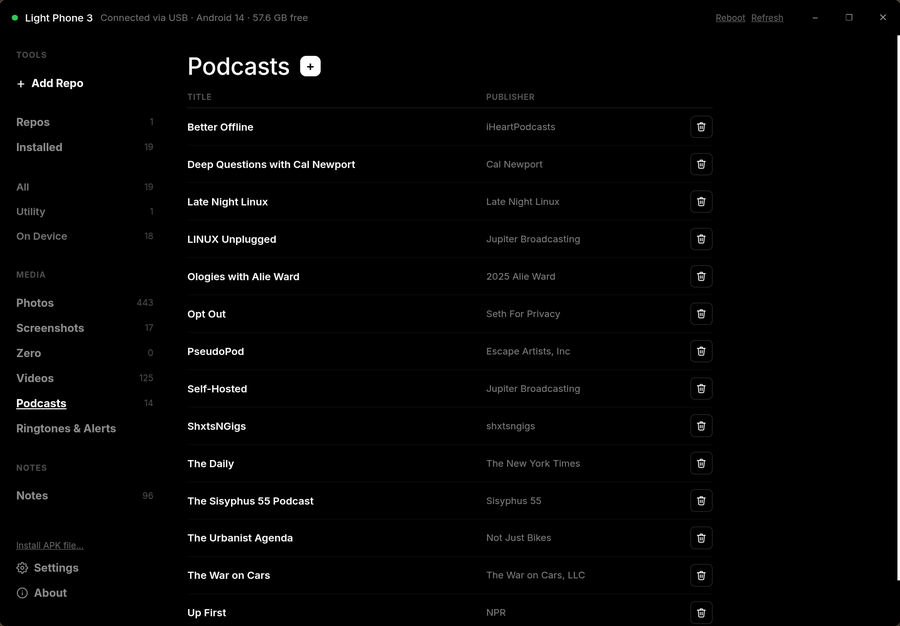 Light Phone 3 Connected via USB · Android 14 · 57.6 GB free Reboot Refresh
TOOLS
+ Add Repo
Repos 1
Installed 19
All 19
Utility 1
On Device 18
MEDIA
Photos 443
Screenshots 17
Zero 0
Videos 125
Podcasts 14
Ringtones & Alerts
NOTES
Notes 96
Install APK file...
Settings
About
Podcasts +
TITLE PUBLISHER
Better Offline iHeartPodcasts
Deep Questions with Cal Newport Cal Newport
Late Night Linux Late Night Linux
LINUX Unplugged Jupiter Broadcasting
Ologies with Alie Ward 2025 Alie Ward
Opt Out Seth For Privacy
PseudoPod Escape Artists, Inc
Self-Hosted Jupiter Broadcasting
ShxtsNGigs shxtsngigs
The Daily The New York Times
The Sisyphus 55 Podcast Sisyphus 55
The Urbanist Agenda Not Just Bikes
The War on Cars The War on Cars, LLC
Up First NPR